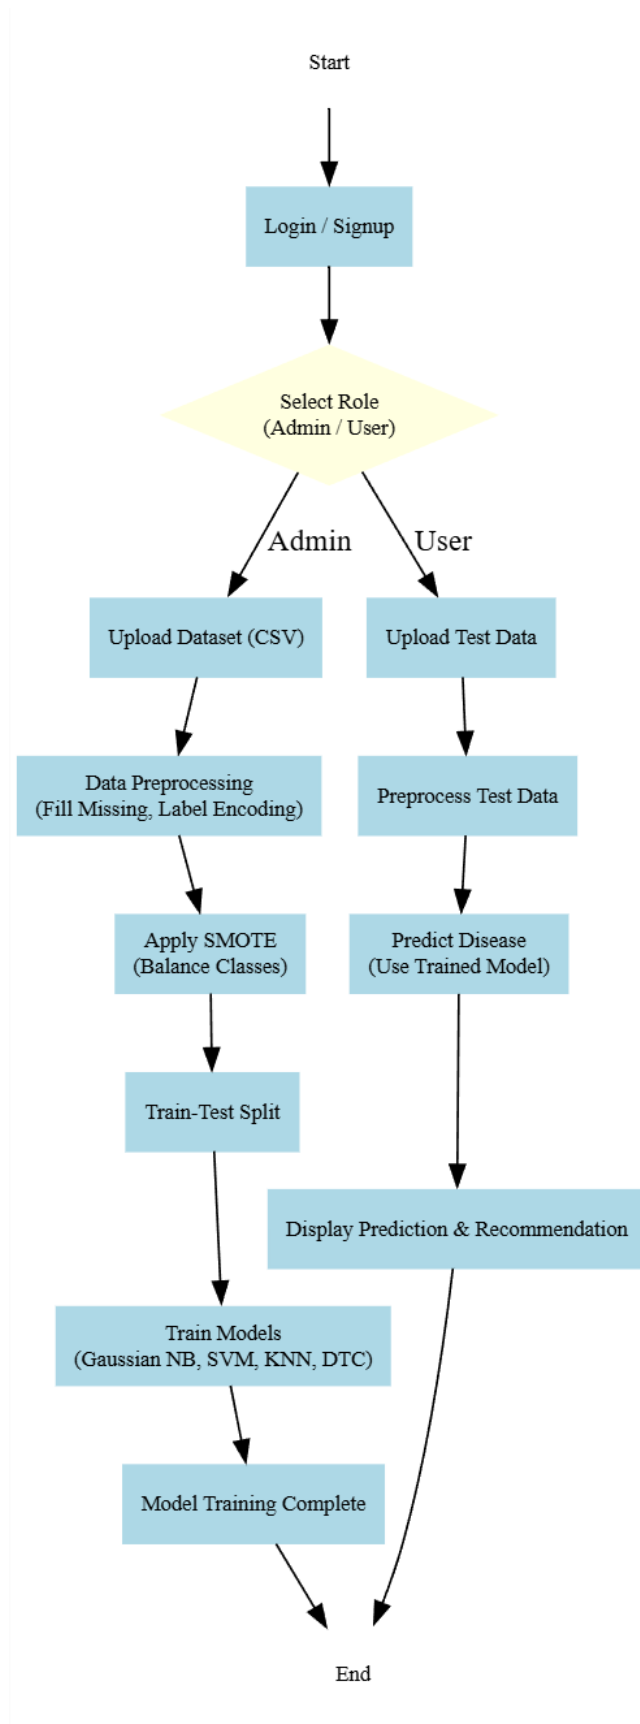 Start
Login / Signup
Select Role
(Admin / User)
Admin
User
Upload Dataset (CSV)
Upload Test Data
Data Preprocessing
(Fill Missing, Label Encoding)
Preprocess Test Data
Apply SMOTE
(Balance Classes)
Predict Disease
(Use Trained Model)
Train-Test Split
Display Prediction & Recommendation
Train Models
(Gaussian NB, SVM, KNN, DTC)
Model Training Complete
End